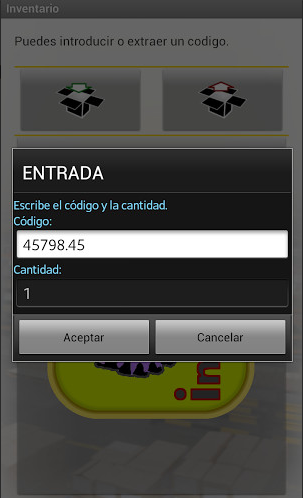 Inventario
Puedes introducir o extraer un codigo.
ENTRADA
Escribe el código y la cantidad.
Código:
45798.45
Cantidad:
1
Aceptar
Cancelar
in